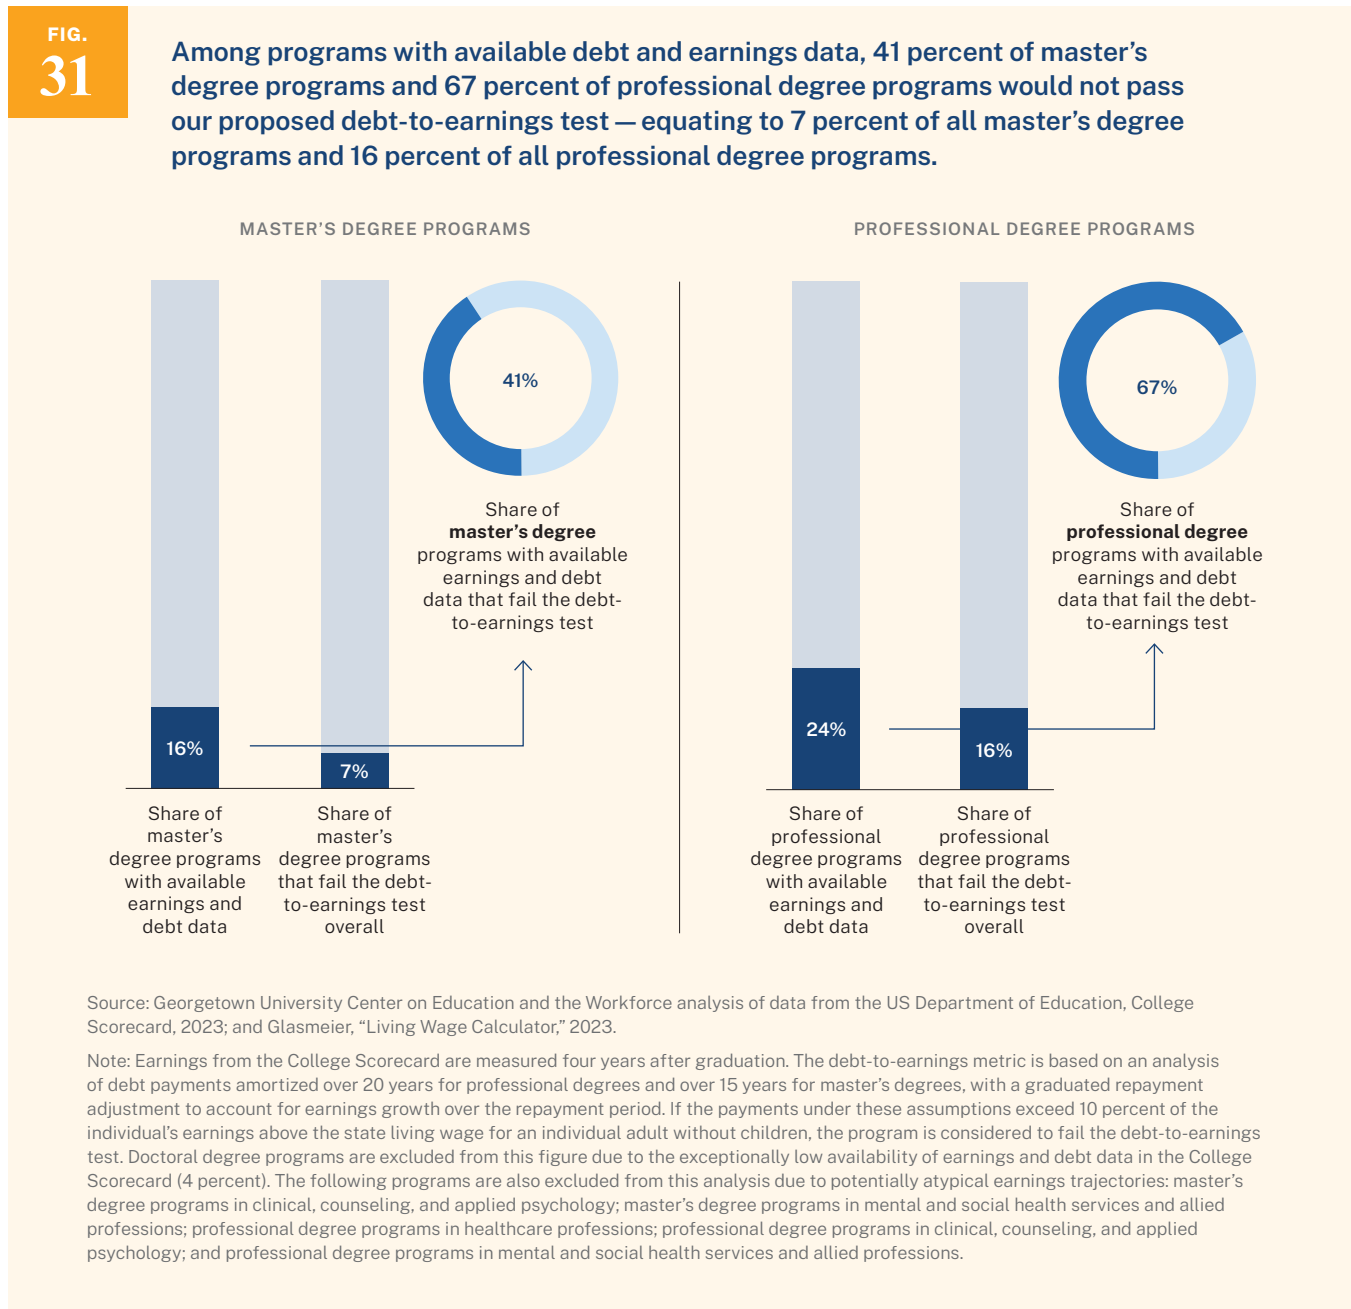 FIG.
31
Among programs with available debt and earnings data, 41 percent of master’s
degree programs and 67 percent of professional degree programs would not pass
our proposed debt-to-earnings test — equating to 7 percent of all master’s degree
programs and 16 percent of all professional degree programs.
MASTER’S DEGREE PROGRAMS
41%
Share of
master’s degree
programs with available
earnings and debt
data that fail the debt-
to-earnings test
16%
7%
Share of
master’s
degree programs
with available
earnings and
debt data
Share of
master’s
degree programs
that fail the debt-
to-earnings test
overall
PROFESSIONAL DEGREE PROGRAMS
67%
Share of
professional degree
programs with available
earnings and debt
data that fail the debt-
to-earnings test
24%
16%
Share of
professional
degree programs
with available
earnings and
debt data
Share of
professional
degree programs
that fail the debt-
to-earnings test
overall
Source: Georgetown University Center on Education and the Workforce analysis of data from the US Department of Education, College
Scorecard, 2023; and Glasmeier, “Living Wage Calculator,” 2023.
Note: Earnings from the College Scorecard are measured four years after graduation. The debt-to-earnings metric is based on an analysis
of debt payments amortized over 20 years for professional degrees and over 15 years for master’s degrees, with a graduated repayment
adjustment to account for earnings growth over the repayment period. If the payments under these assumptions exceed 10 percent of the
individual’s earnings above the state living wage for an individual adult without children, the program is considered to fail the debt-to-earnings
test. Doctoral degree programs are excluded from this figure due to the exceptionally low availability of earnings and debt data in the College
Scorecard (4 percent). The following programs are also excluded from this analysis due to potentially atypical earnings trajectories: master’s
degree programs in clinical, counseling, and applied psychology; master’s degree programs in mental and social health services and allied
professions; professional degree programs in healthcare professions; professional degree programs in clinical, counseling, and applied
psychology; and professional degree programs in mental and social health services and allied professions.